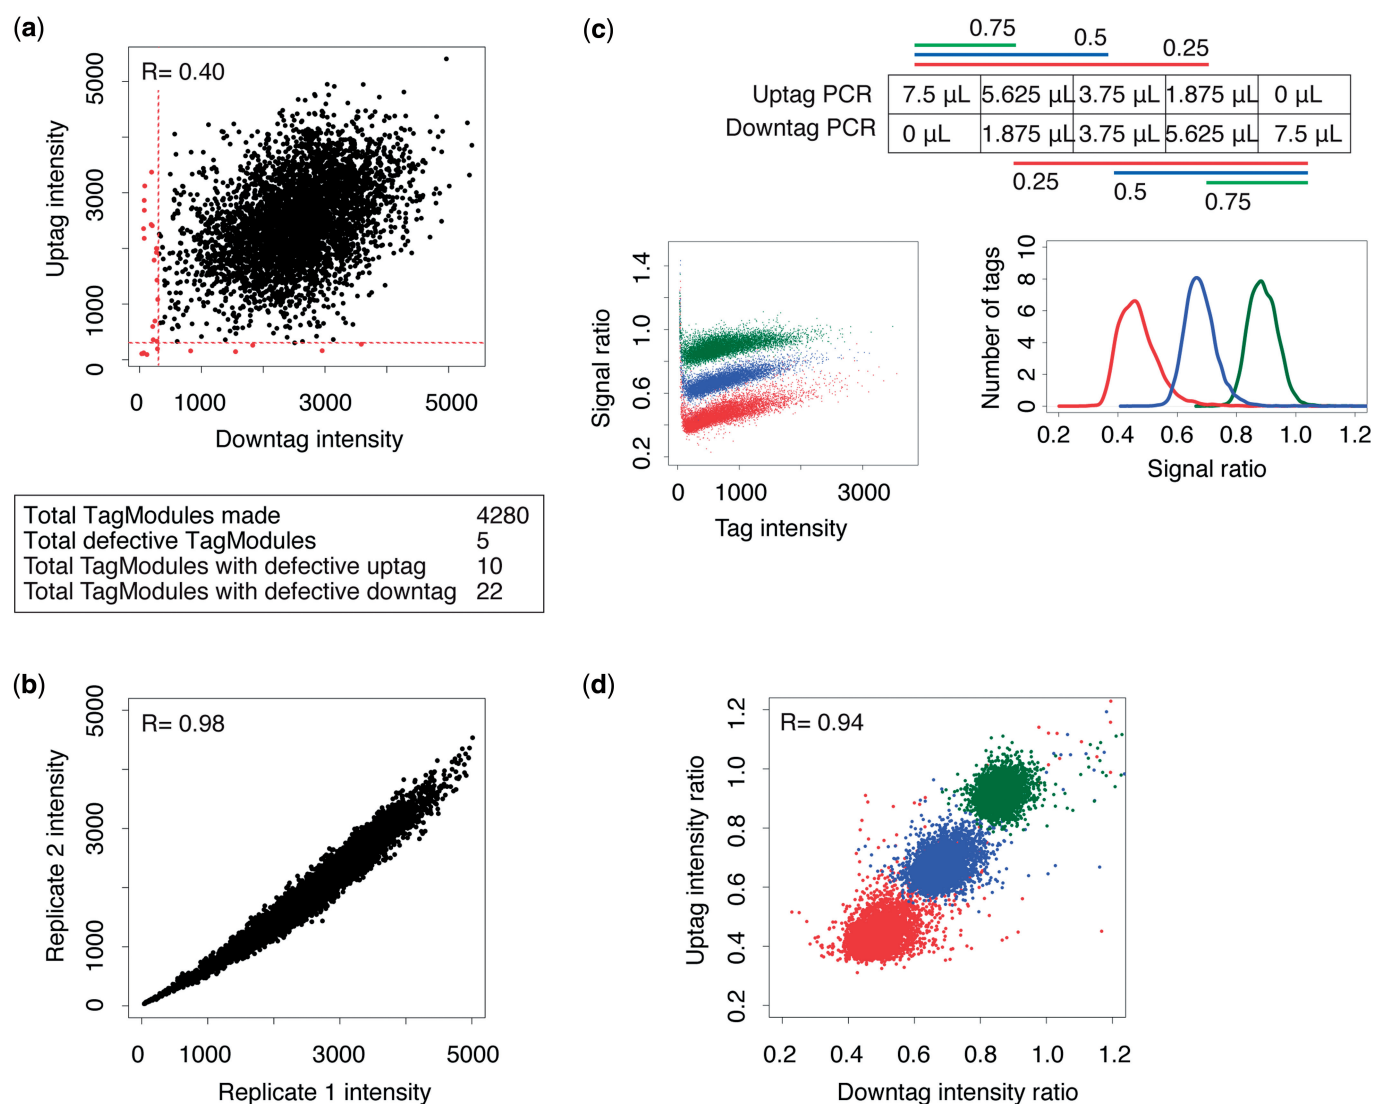 (a)
R= 0.40
Uptag intensity
5000
3000
1000
0
0 1000 3000 5000
Downtag intensity
Total TagModules made 4280
Total defective TagModules 5
Total TagModules with defective uptag 10
Total TagModules with defective downtag 22
(b)
R= 0.98
Replicate 2 intensity
5000
3000
1000
0
0 1000 3000 5000
Replicate 1 intensity
(c)
0.75
0.5
0.25
Uptag PCR 7.5 µL 5.625 µL 3.75 µL 1.875 µL 0 µL
Downtag PCR 0 µL 1.875 µL 3.75 µL 5.625 µL 7.5 µL
0.25
0.5
0.75
Signal ratio
1.4
1.0
0.6
0.2
0 1000 3000
Tag intensity
Number of tags
10
8
6
4
2
0
0.2 0.4 0.6 0.8 1.0 1.2
Signal ratio
(d)
R= 0.94
Uptag intensity ratio
1.2
1.0
0.8
0.6
0.4
0.2
0.2 0.4 0.6 0.8 1.0 1.2
Downtag intensity ratio